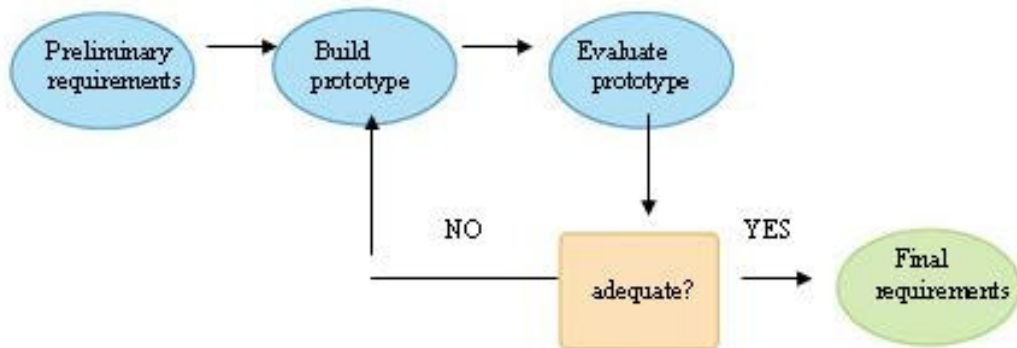 Preliminary
requirements
Build
prototype
Evaluate
prototype
NO
YES
adequate?
Final
requirements